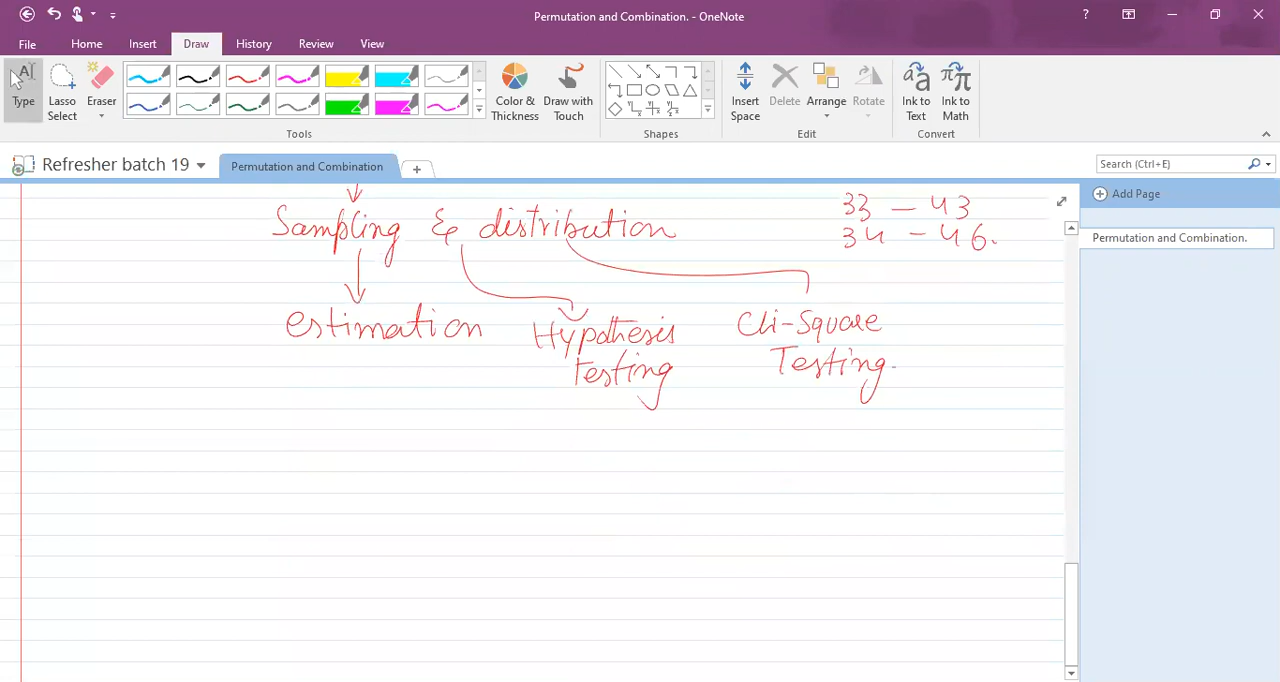 Permutation and Combination. - OneNote
?
File Home Insert Draw History Review View
Type
Lasso Select
Eraser
Color & Thickness
Draw with Touch
Insert Space
Delete
Arrange
Rotate
Ink to Text
Ink to Math
Tools
Shapes
Edit
Convert
Refresher batch 19
Permutation and Combination
Search (Ctrl+E)
Add Page
Permutation and Combination.
33 - 43
34 - 46.
Sampling & distribution
estimation
Hypothesis
Testing
Chi-Square
Testing.